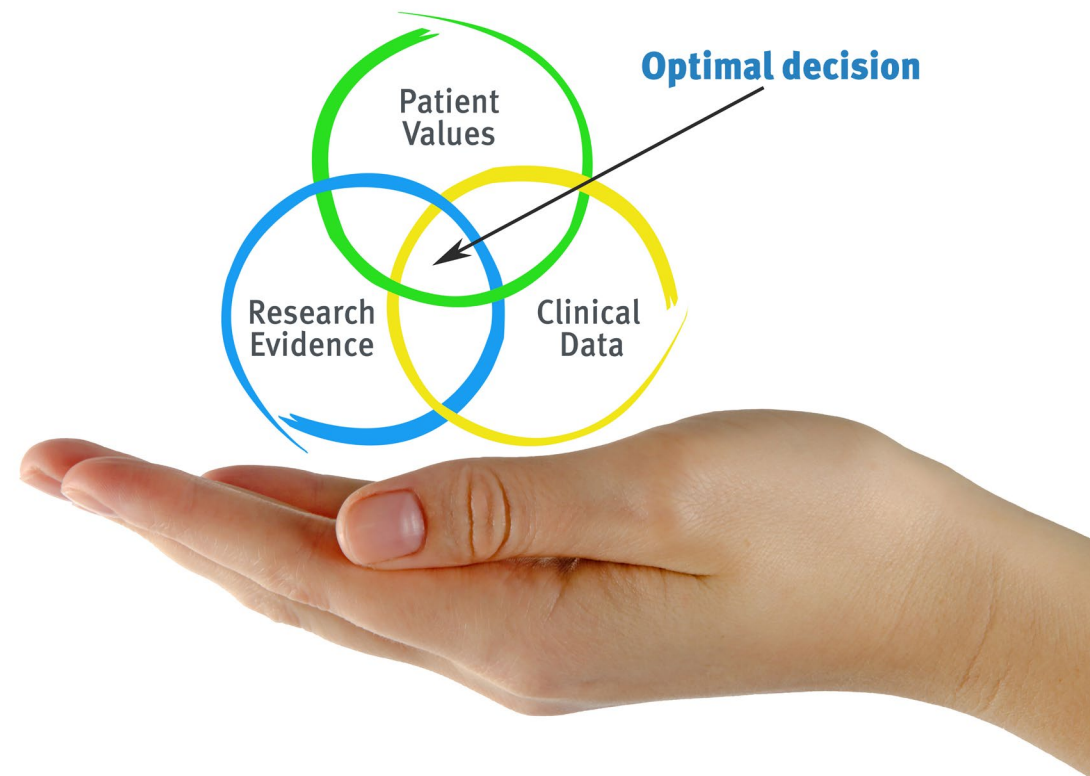 Optimal decision
Patient
Values
Research
Evidence
Clinical
Data